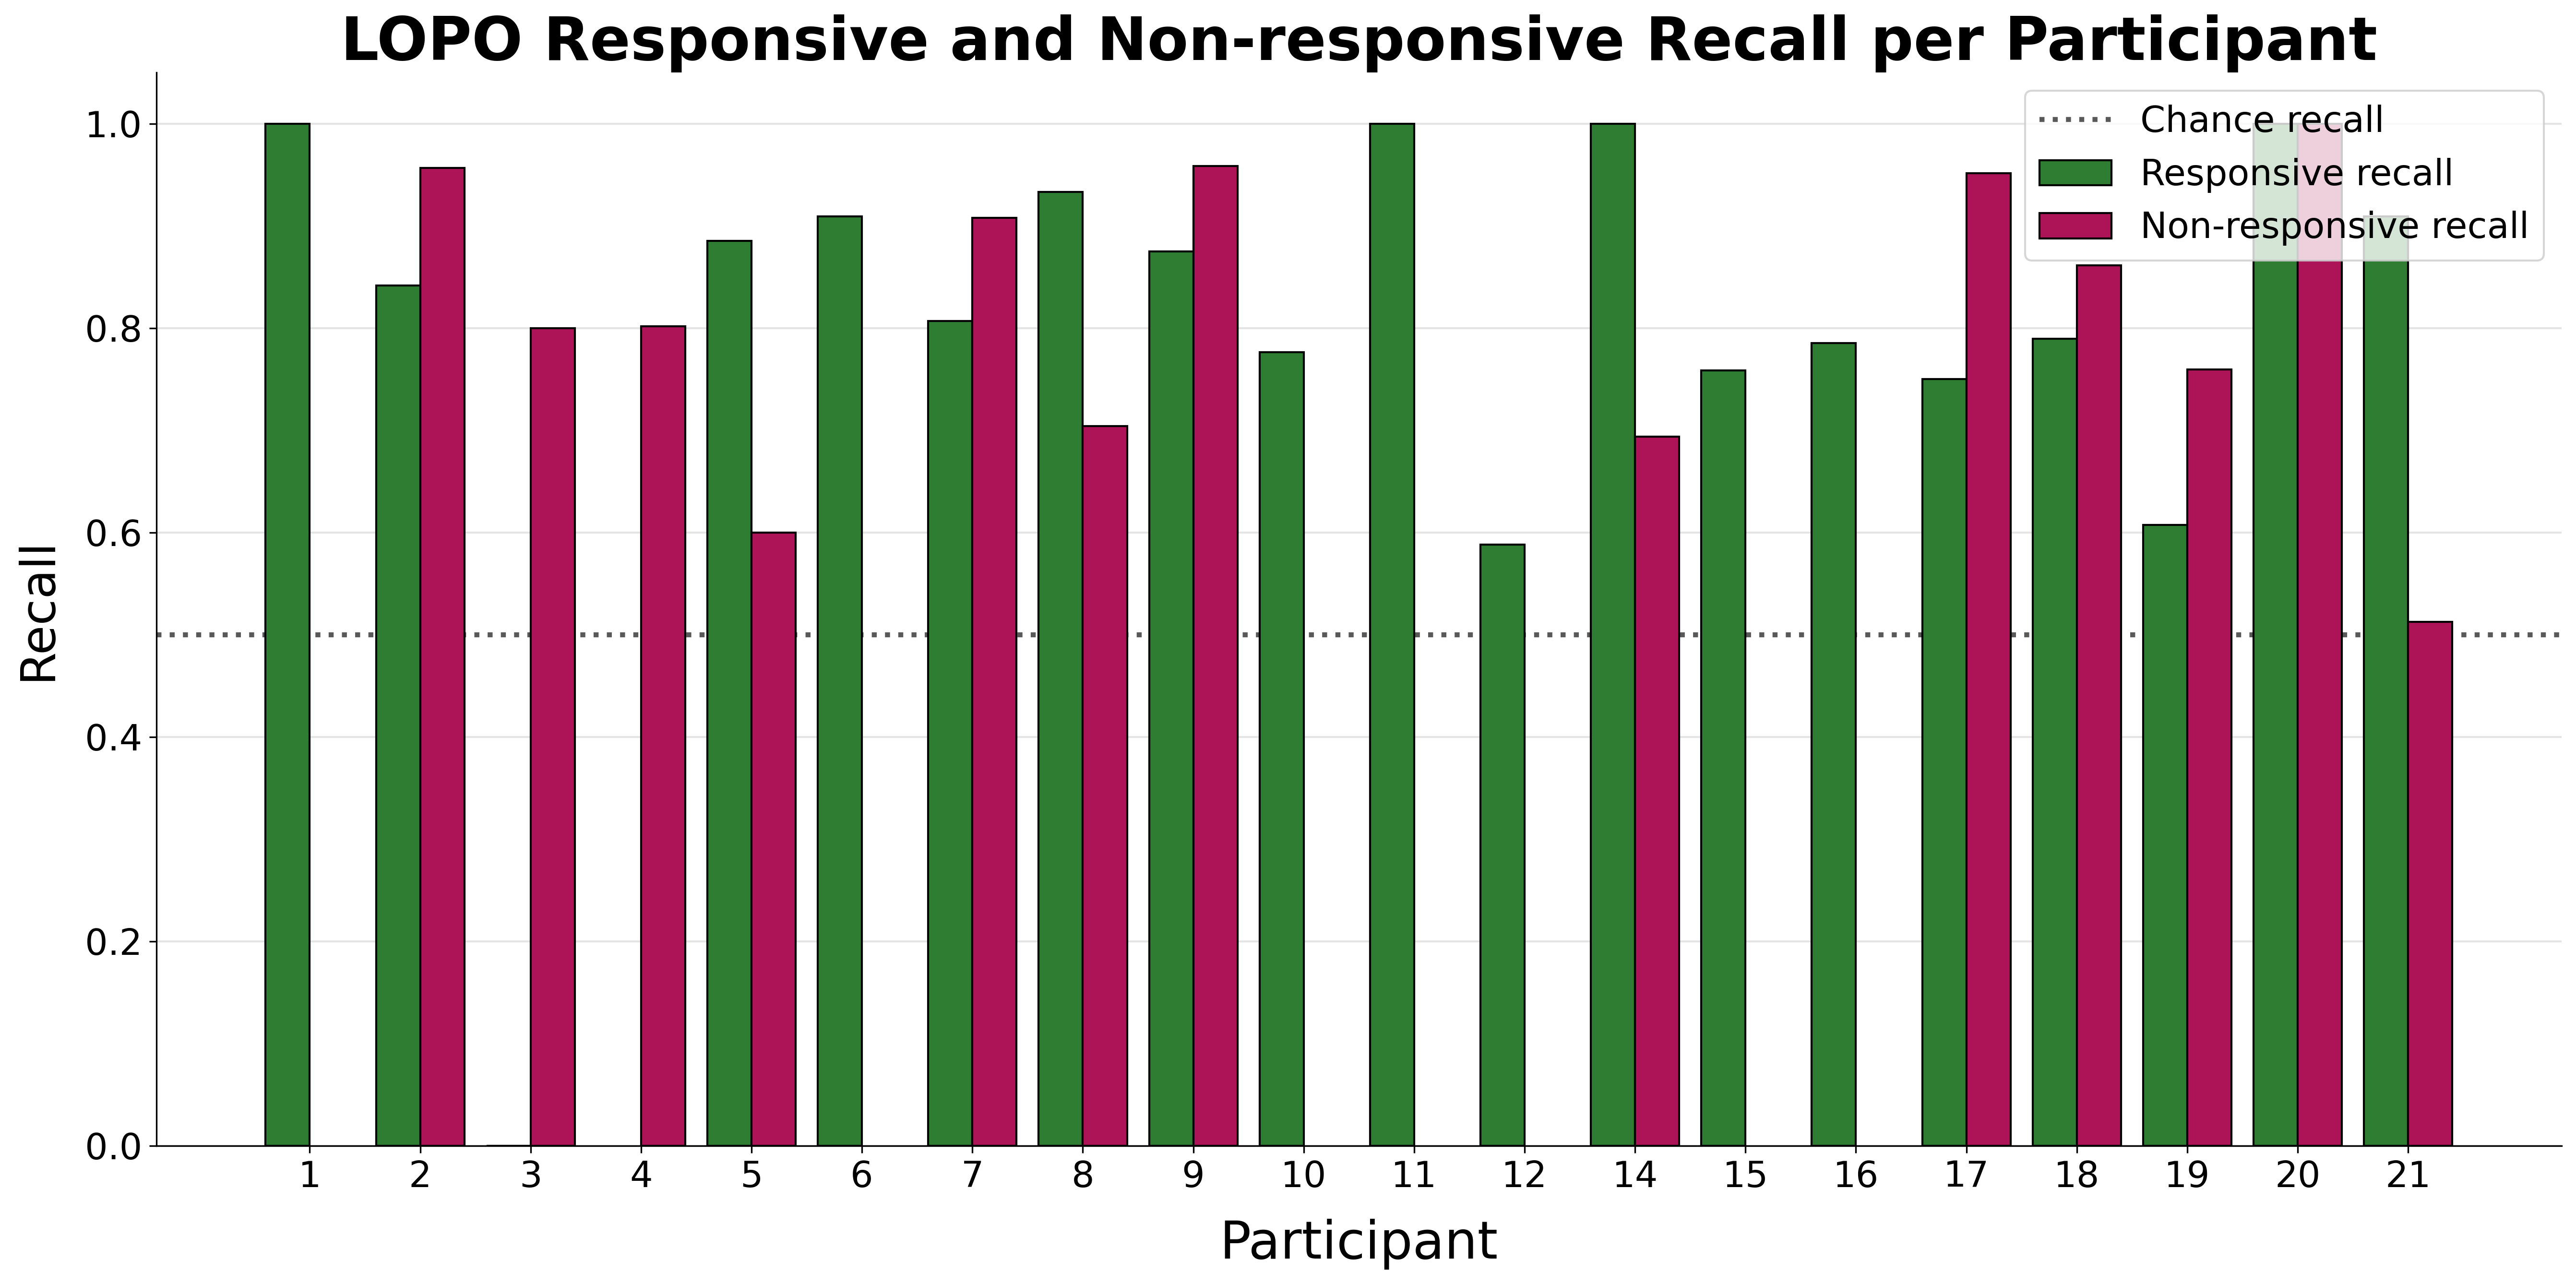 LOPO Responsive and Non-responsive Recall per Participant
Chance recall
Responsive recall
Non-responsive recall
1.0
0.8
0.6
0.4
0.2
0.0
Recall
1 2 3 4 5 6 7 8 9 10 11 12 14 15 16 17 18 19 20 21
Participant